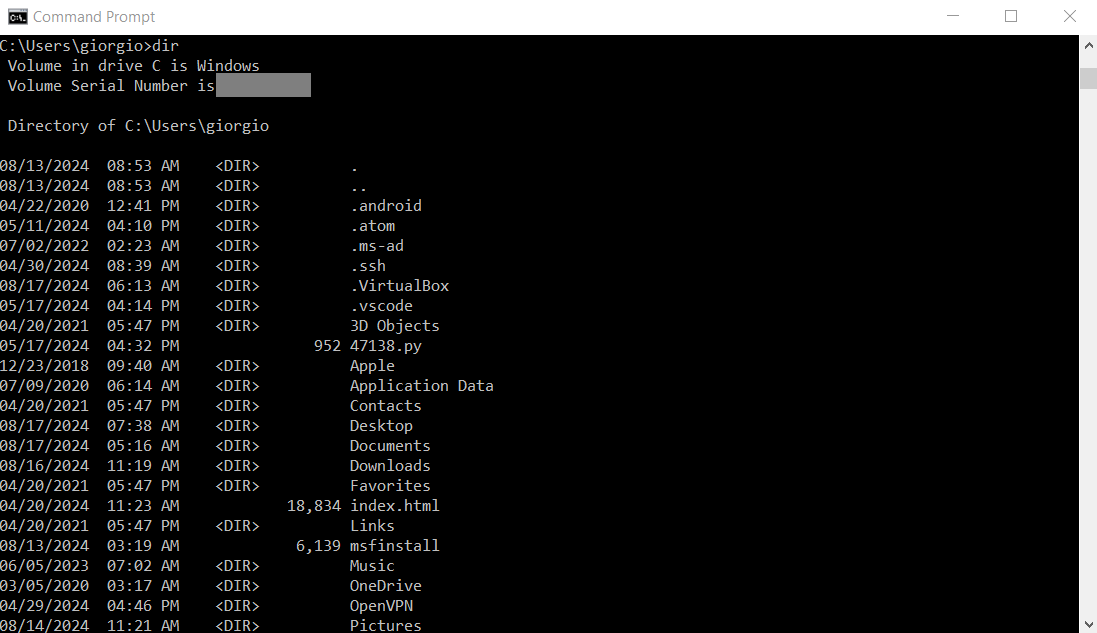 Command Prompt
C:\Users\giorgio>dir
 Volume in drive C is Windows
 Volume Serial Number is

 Directory of C:\Users\giorgio

08/13/2024  08:53 AM    <DIR>          .
08/13/2024  08:53 AM    <DIR>          ..
04/22/2020  12:41 PM    <DIR>          .android
05/11/2024  04:10 PM    <DIR>          .atom
07/02/2022  02:23 AM    <DIR>          .ms-ad
04/30/2024  08:39 AM    <DIR>          .ssh
08/17/2024  06:13 AM    <DIR>          .VirtualBox
05/17/2024  04:14 PM    <DIR>          .vscode
04/20/2021  05:47 PM    <DIR>          3D Objects
05/17/2024  04:32 PM               952 47138.py
12/23/2018  09:40 AM    <DIR>          Apple
07/09/2020  06:14 AM    <DIR>          Application Data
04/20/2021  05:47 PM    <DIR>          Contacts
08/17/2024  07:38 AM    <DIR>          Desktop
08/17/2024  05:16 AM    <DIR>          Documents
08/16/2024  11:19 AM    <DIR>          Downloads
04/20/2021  05:47 PM    <DIR>          Favorites
04/20/2024  11:23 AM            18,834 index.html
04/20/2021  05:47 PM    <DIR>          Links
08/13/2024  03:19 AM             6,139 msfinstall
06/05/2023  07:02 AM    <DIR>          Music
03/05/2020  03:17 AM    <DIR>          OneDrive
04/29/2024  04:46 PM    <DIR>          OpenVPN
08/14/2024  11:21 AM    <DIR>          Pictures